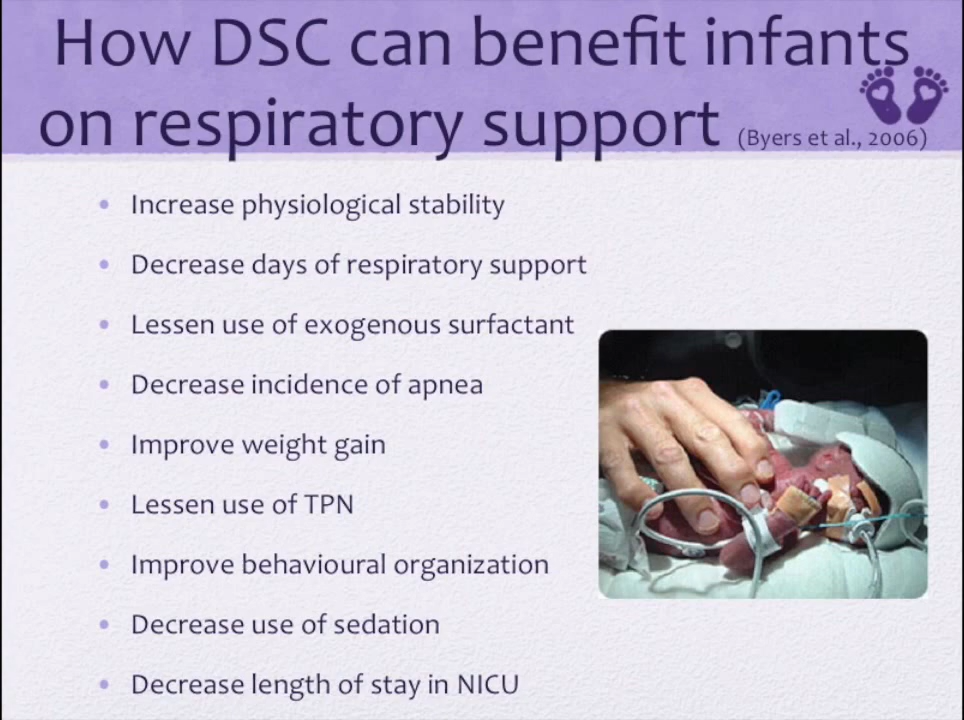 How DSC can benefit infants
on respiratory support (Byers et al., 2006)
• Increase physiological stability
• Decrease days of respiratory support
• Lessen use of exogenous surfactant
• Decrease incidence of apnea
• Improve weight gain
• Lessen use of TPN
• Improve behavioural organization
• Decrease use of sedation
• Decrease length of stay in NICU